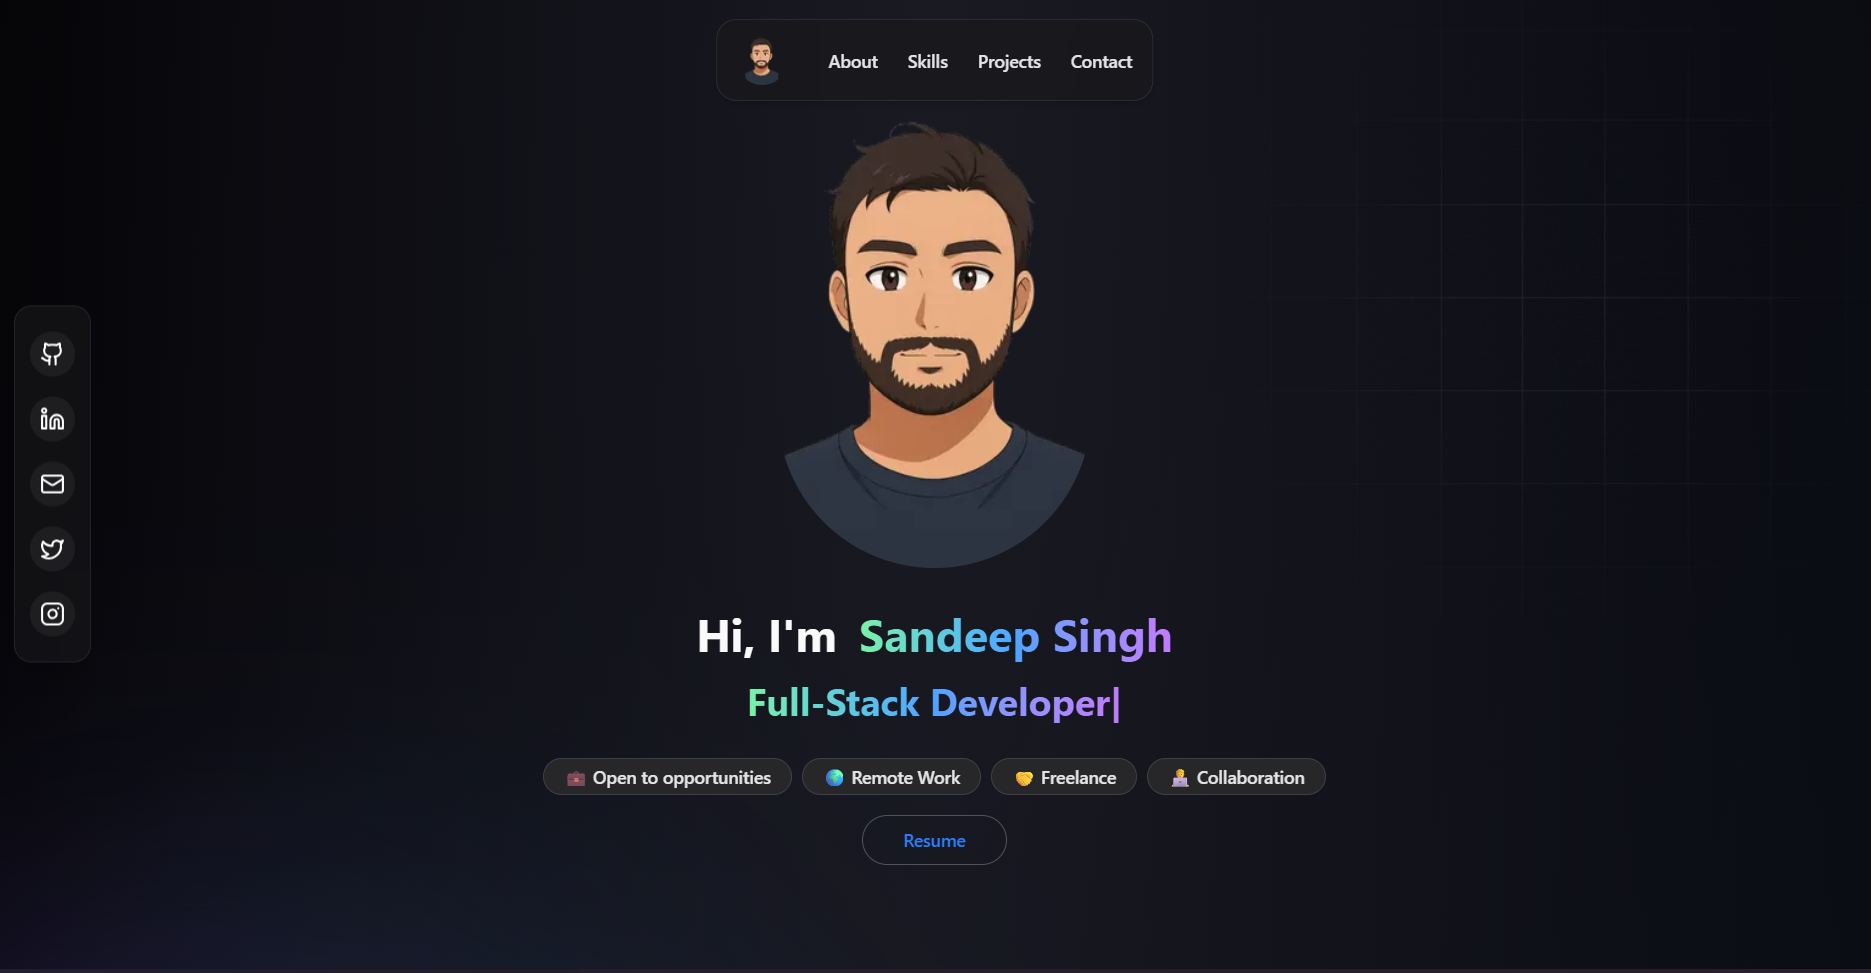 About Skills Projects Contact
Hi, I'm Sandeep Singh
Full-Stack Developer|
💼 Open to opportunities 🌍 Remote Work 🤝 Freelance 🧑‍💻 Collaboration
Resume